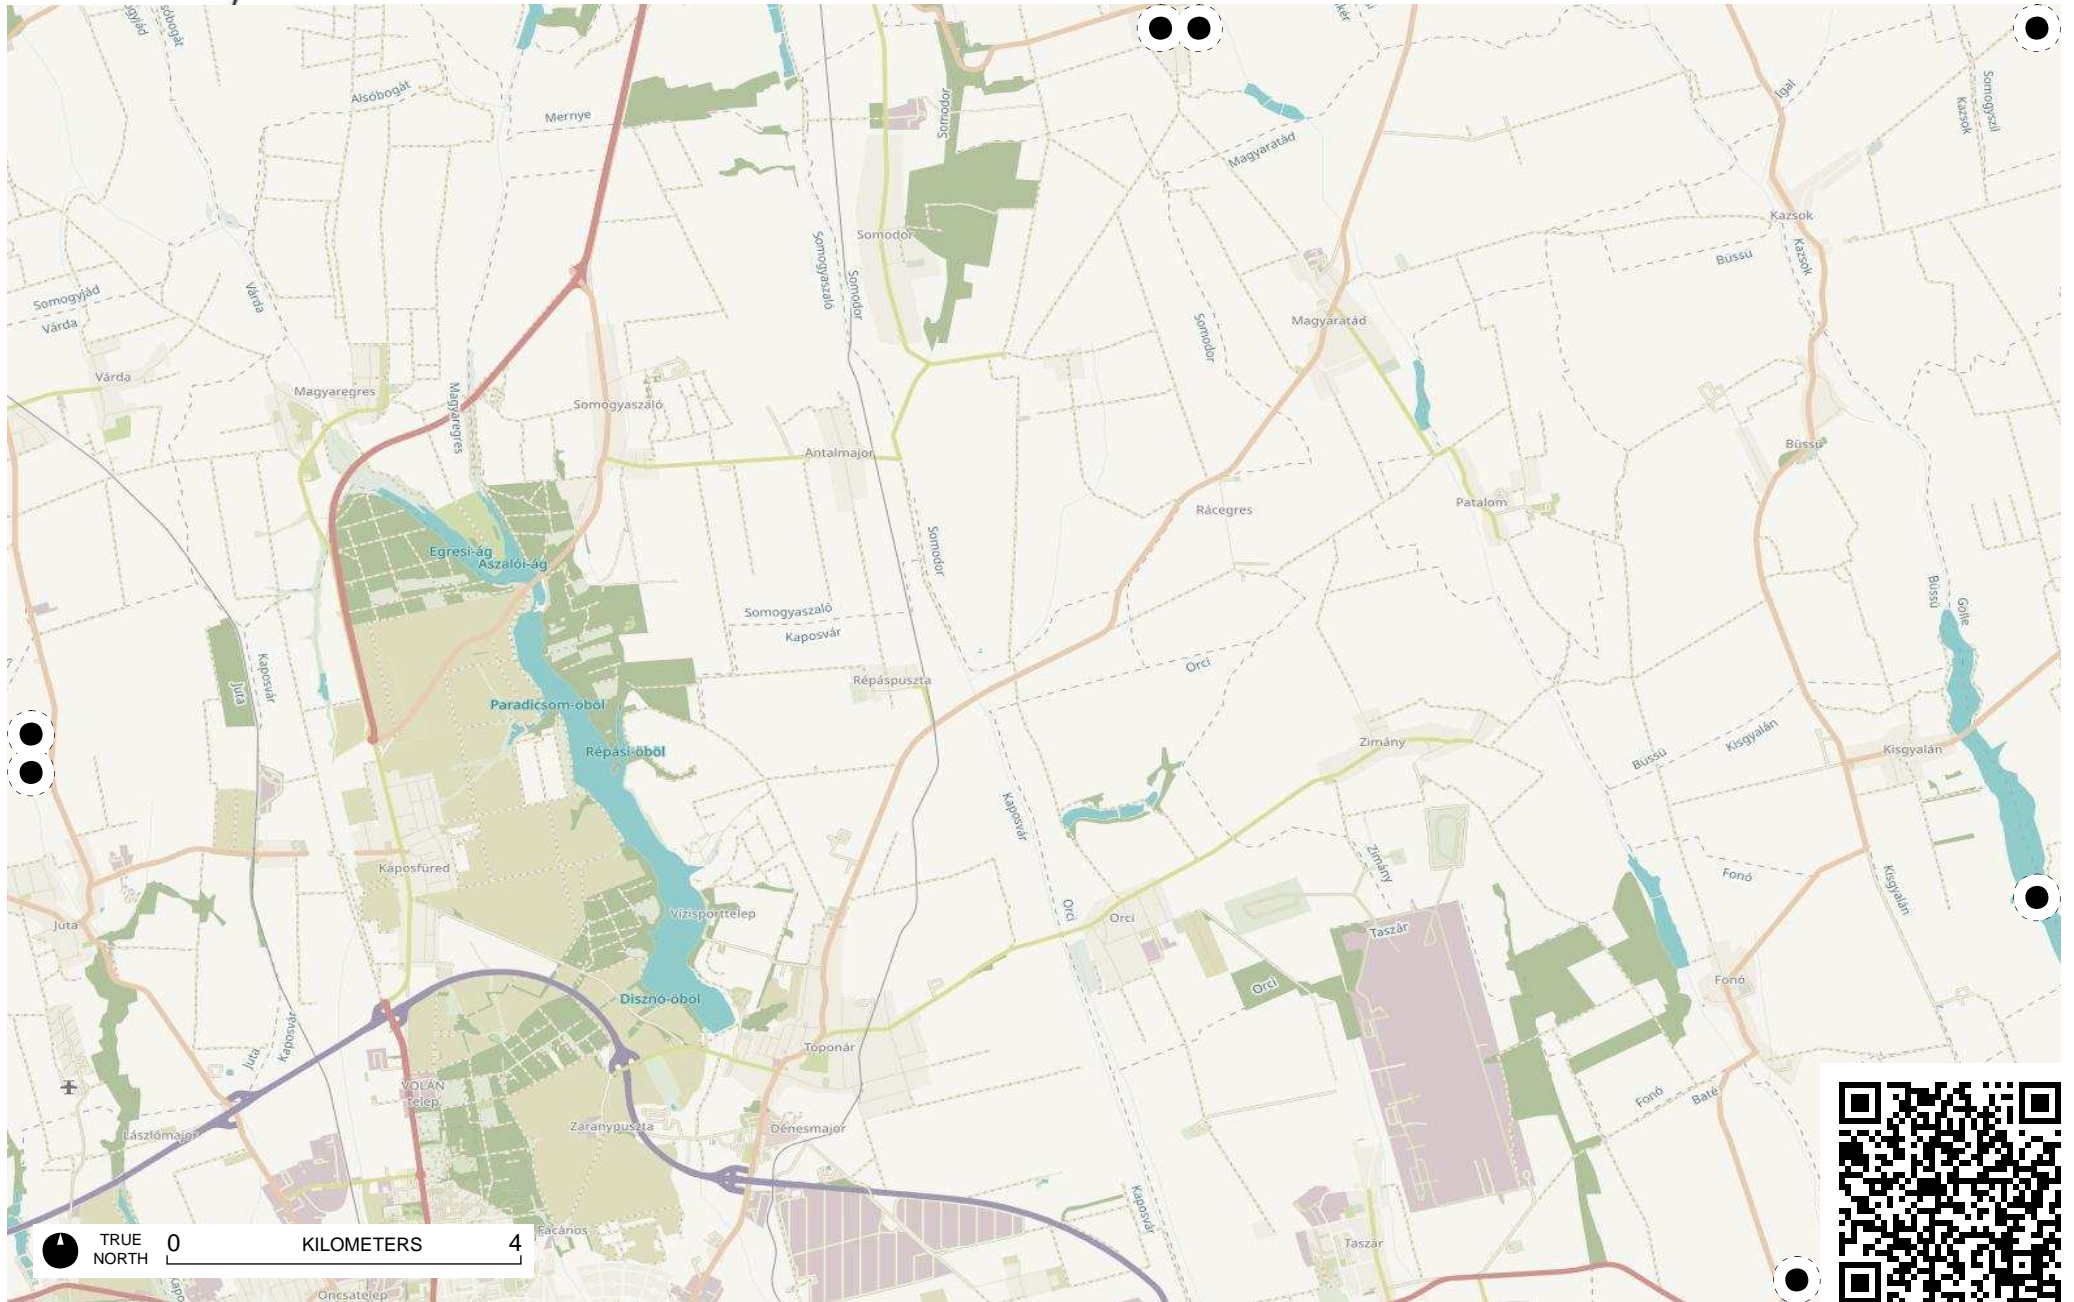 Alsóbogát
Mernye
Somodor
Magyaratád
Igal
Somogyszil
Kazsok
Kazsok
Kazsok
Somodor
Somogyaszaló
Somodor
Büssü
Somogyjád
Várda
Várda
Somodor
Magyaratád
Várda
Magyaregres
Magyaregres
Somogyaszaló
Antalmajor
Büssü
Patalom
Rácegres
Somodor
Egresi-ág
Aszalói-ág
Somogyaszaló
Kaposvár
Büssü
Gölle
Kaposvár
Juta
Répáspuszta
Orci
Paradicsom-öböl
Répási-öböl
Zimány
Büssü
Kisgyalán
Kisgyalán
Kaposvár
Orci
Zimány
Kaposfüred
Fonó
Kisgyalán
Vízisporttelep
Orci
Taszár
Juta
Orci
Fonó
Disznó-öböl
Toponár
Juta
Kaposvár
VOLÁN
telep
Fonó
Baté
Lászlómajor
Zaranypuszta
Dénesmajor
Kaposvár
Fácános
Taszár
Oncsatelep
TRUE
NORTH
0
KILOMETERS
4